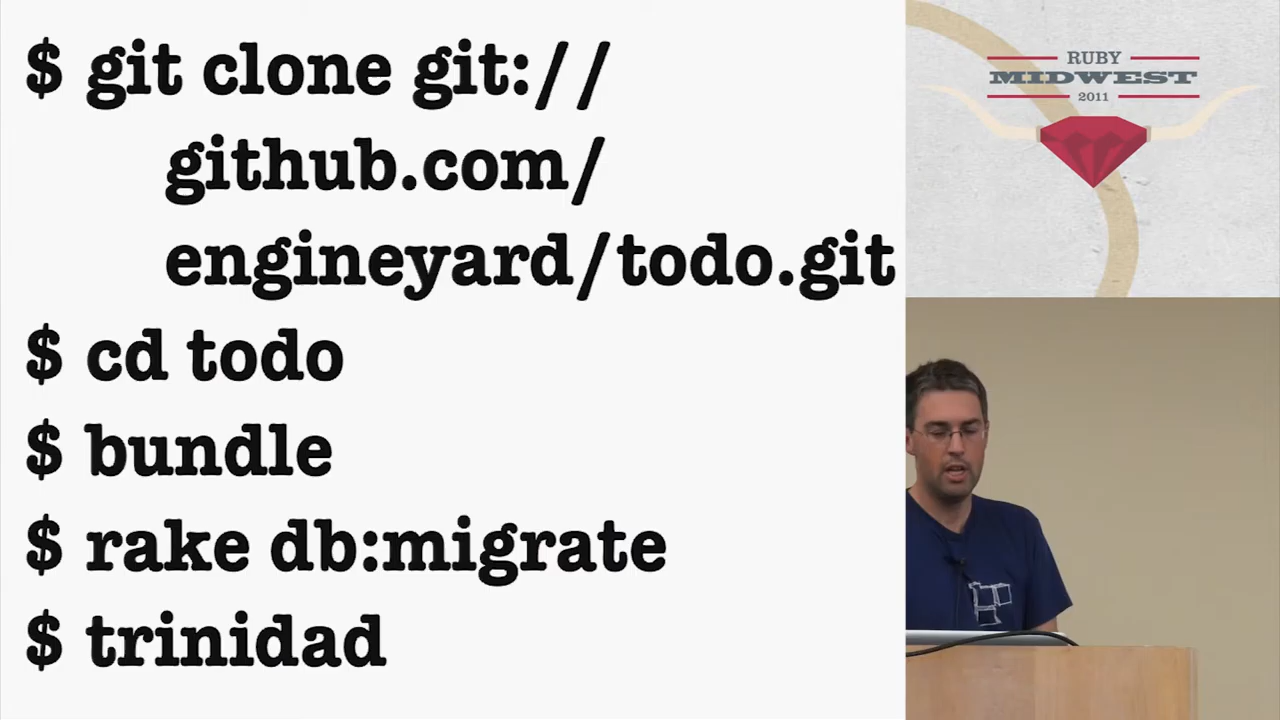 $ git clone git://
github.com/
engineyard/todo.git
$ cd todo
$ bundle
$ rake db:migrate
$ trinidad
RUBY
MIDWEST
2011